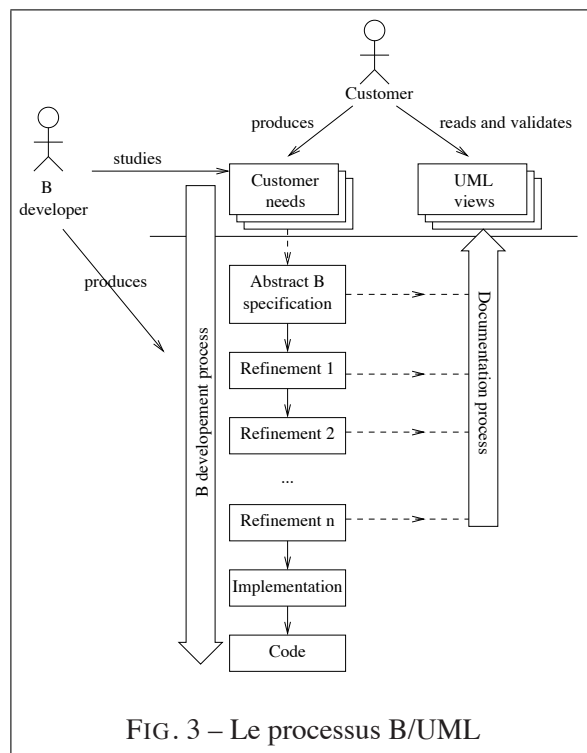 Customer
produces
reads and validates
B
developer
studies
Customer
needs
UML
views
produces
Abstract B
specification
Refinement 1
Refinement 2
...
Refinement n
Implementation
Code
B developement process
Documentation process
FIG. 3 – Le processus B/UML